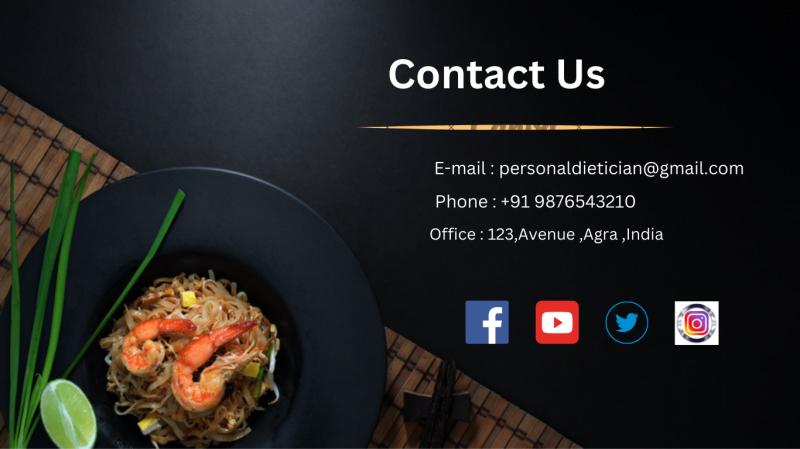 Contact Us
E-mail : personaldietician@gmail.com
Phone : +91 9876543210
Office : 123,Avenue ,Agra ,India